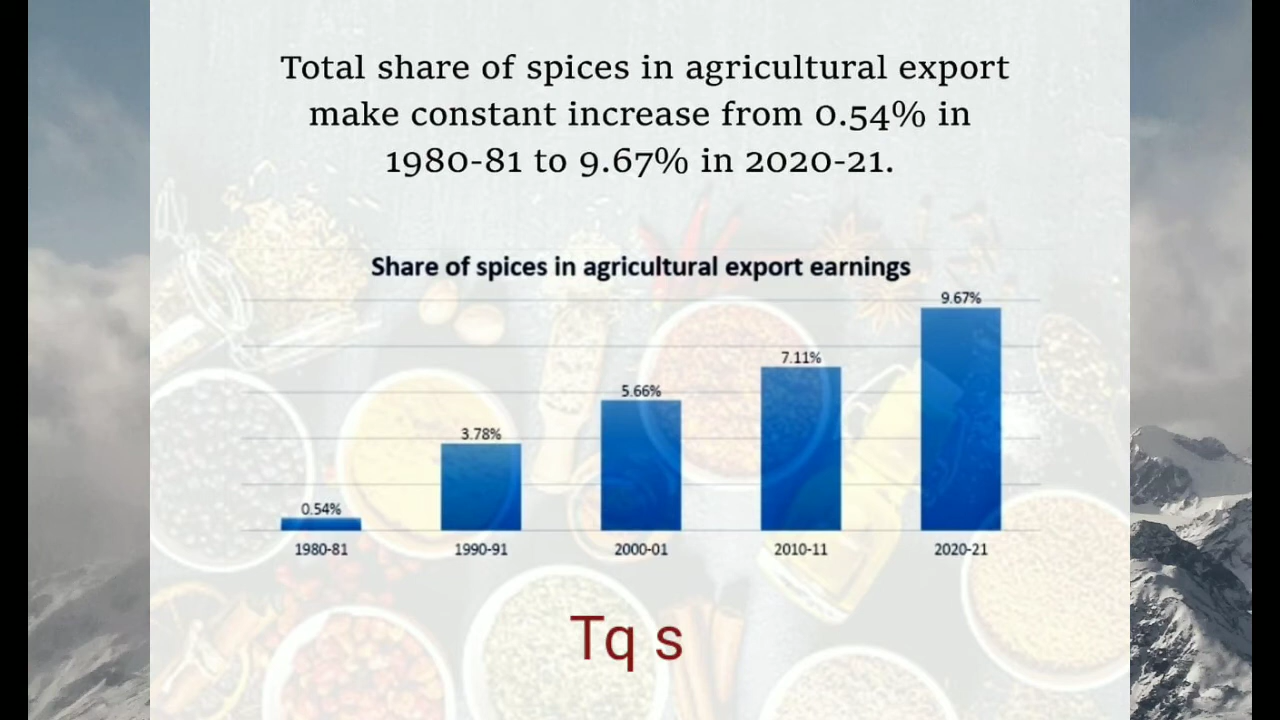 Total share of spices in agricultural export
make constant increase from 0.54% in
1980-81 to 9.67% in 2020-21.
Share of spices in agricultural export earnings
9.67%
7.11%
5.66%
3.78%
0.54%
1980-81 1990-91 2000-01 2010-11 2020-21
Tq s